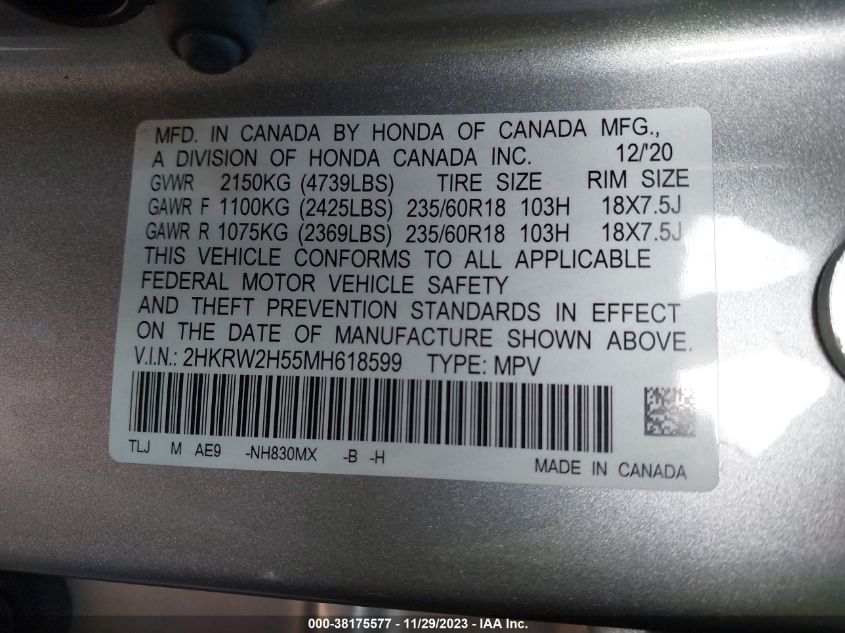 MFD. IN CANADA BY HONDA OF CANADA MFG.,
A DIVISION OF HONDA CANADA INC. 12/'20
GVWR 2150KG (4739LBS) TIRE SIZE RIM SIZE
GAWR F 1100KG (2425LBS) 235/60R18 103H 18X7.5J
GAWR R 1075KG (2369LBS) 235/60R18 103H 18X7.5J
THIS VEHICLE CONFORMS TO ALL APPLICABLE
FEDERAL MOTOR VEHICLE SAFETY
AND THEFT PREVENTION STANDARDS IN EFFECT
ON THE DATE OF MANUFACTURE SHOWN ABOVE.
V.I.N.: 2HKRW2H55MH618599 TYPE: MPV
TLJ M AE9 -NH830MX -B -H
MADE IN CANADA
000-38175577 - 11/29/2023 - IAA Inc.